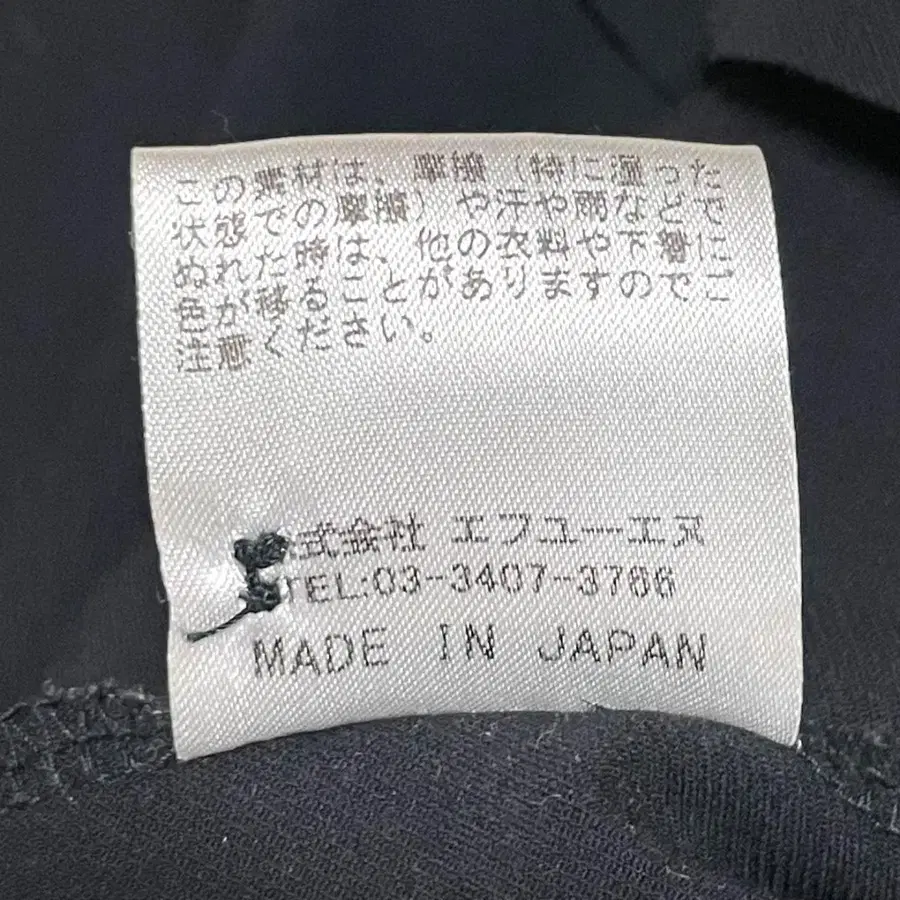 この素材は、摩擦（特に湿った
状態での摩擦）や汗や雨などで
ぬれた時は、他の衣料や下着に
色が移ることがありますのでご
注意ください。
株式会社 エフユーエヌ
TEL:03-3407-3786
MADE IN JAPAN